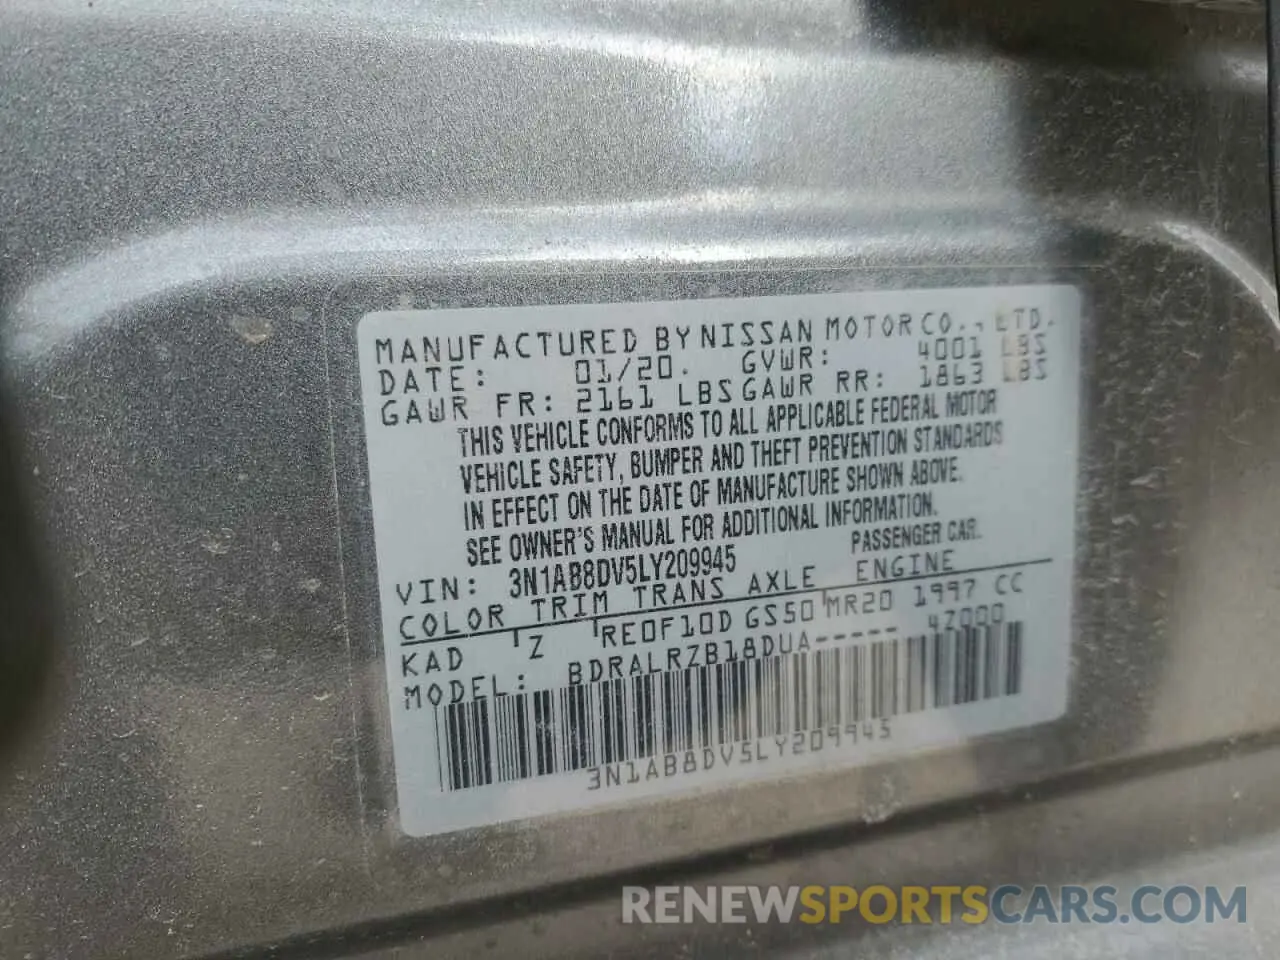 MANUFACTURED BY NISSAN MOTOR CO., LTD.
DATE: 01/20. GVWR: 4001 LBS
GAWR FR: 2161 LBS GAWR RR: 1863 LBS
THIS VEHICLE CONFORMS TO ALL APPLICABLE FEDERAL MOTOR
VEHICLE SAFETY, BUMPER AND THEFT PREVENTION STANDARDS
IN EFFECT ON THE DATE OF MANUFACTURE SHOWN ABOVE.
SEE OWNER'S MANUAL FOR ADDITIONAL INFORMATION.
VIN: 3N1AB8DV5LY209945 PASSENGER CAR.
COLOR TRIM TRANS AXLE ENGINE
KAD Z RE0F10D GS50 MR20 1997 CC
MODEL: BDRALRZB18DUA----- 4Z000
3N1AB8DV5LY209945
RENEWSPORTSCARS.COM